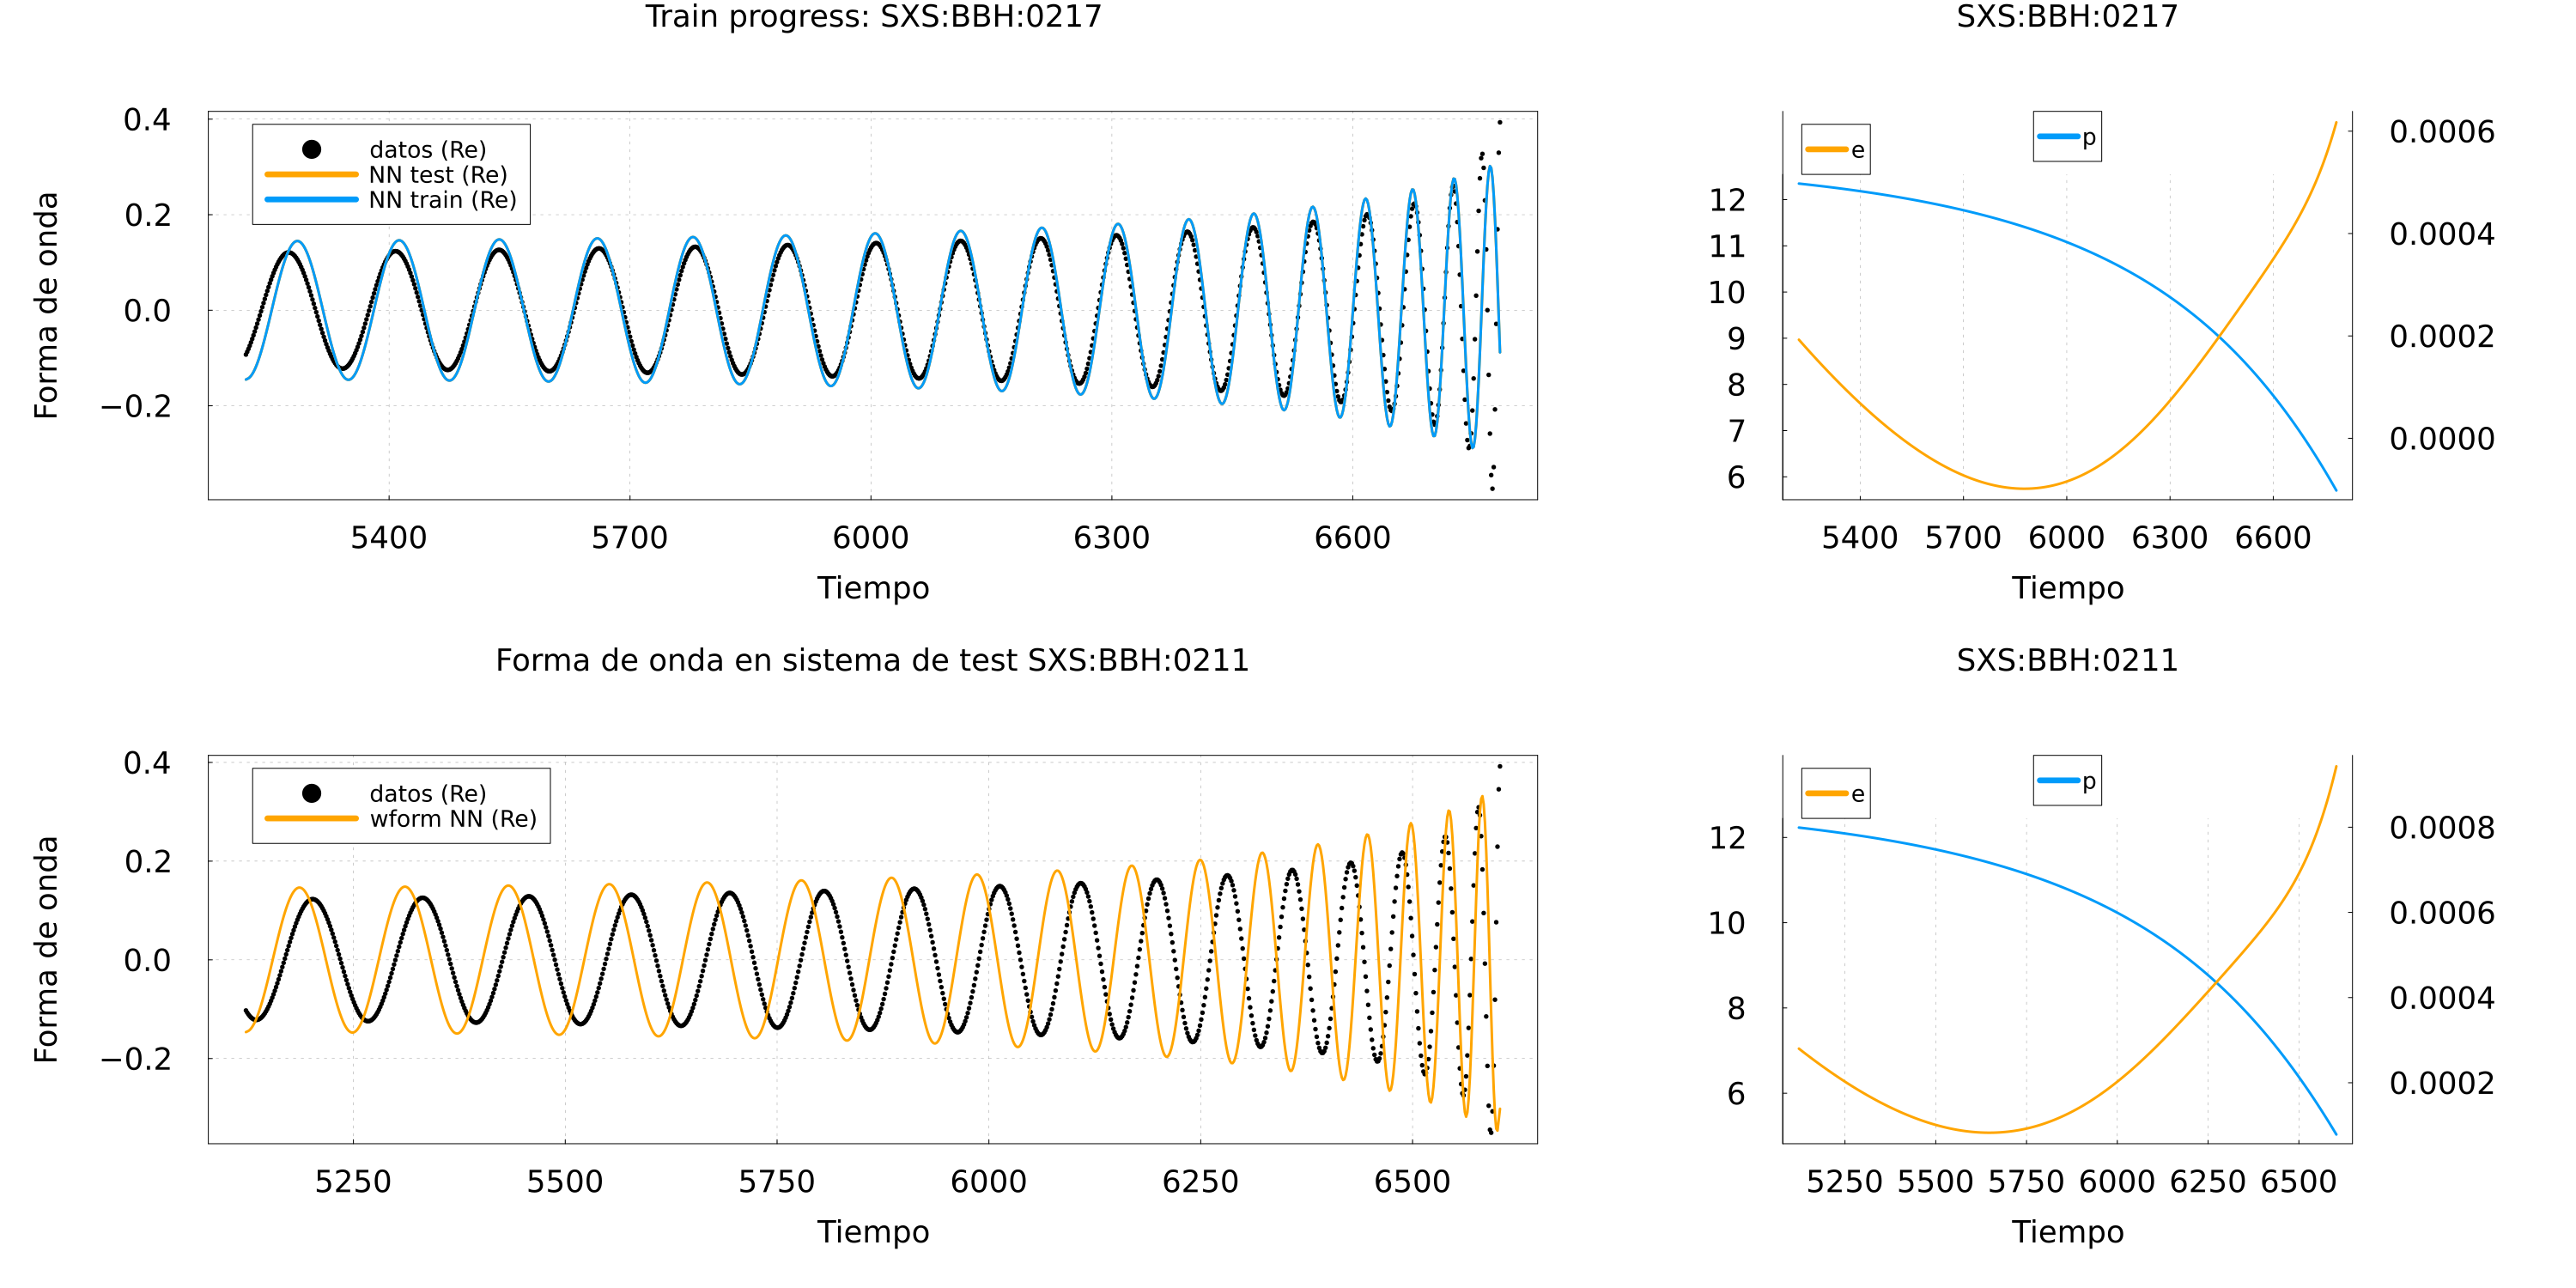 Train progress: SXS:BBH:0217
Forma de onda
0.4
0.2
0.0
−0.2
datos (Re)
NN test (Re)
NN train (Re)
5400 5700 6000 6300 6600
Tiempo
SXS:BBH:0217
e
p
12
11
10
9
8
7
6
0.0006
0.0004
0.0002
0.0000
5400 5700 6000 6300 6600
Tiempo
Forma de onda en sistema de test SXS:BBH:0211
Forma de onda
0.4
0.2
0.0
−0.2
datos (Re)
wform NN (Re)
5250 5500 5750 6000 6250 6500
Tiempo
SXS:BBH:0211
e
p
12
10
8
6
0.0008
0.0006
0.0004
0.0002
5250 5500 5750 6000 6250 6500
Tiempo